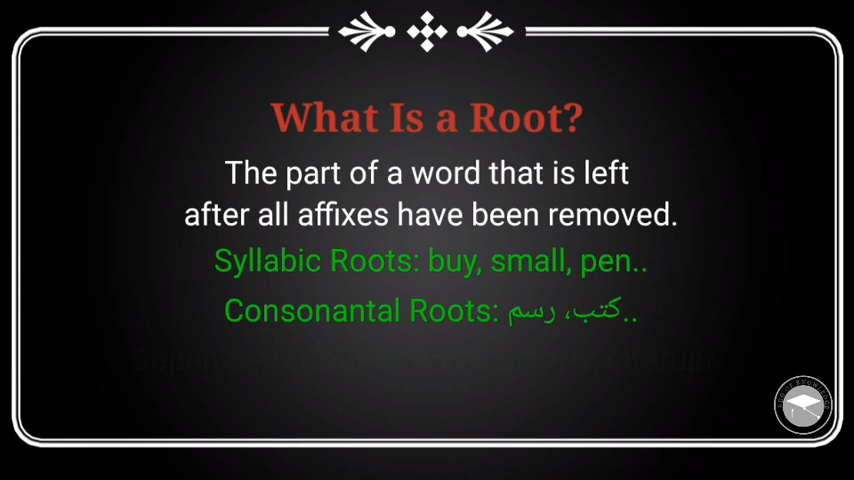 What Is a Root?
The part of a word that is left
after all affixes have been removed.
Syllabic Roots: buy, small, pen..
Consonantal Roots: كتب، رسم..